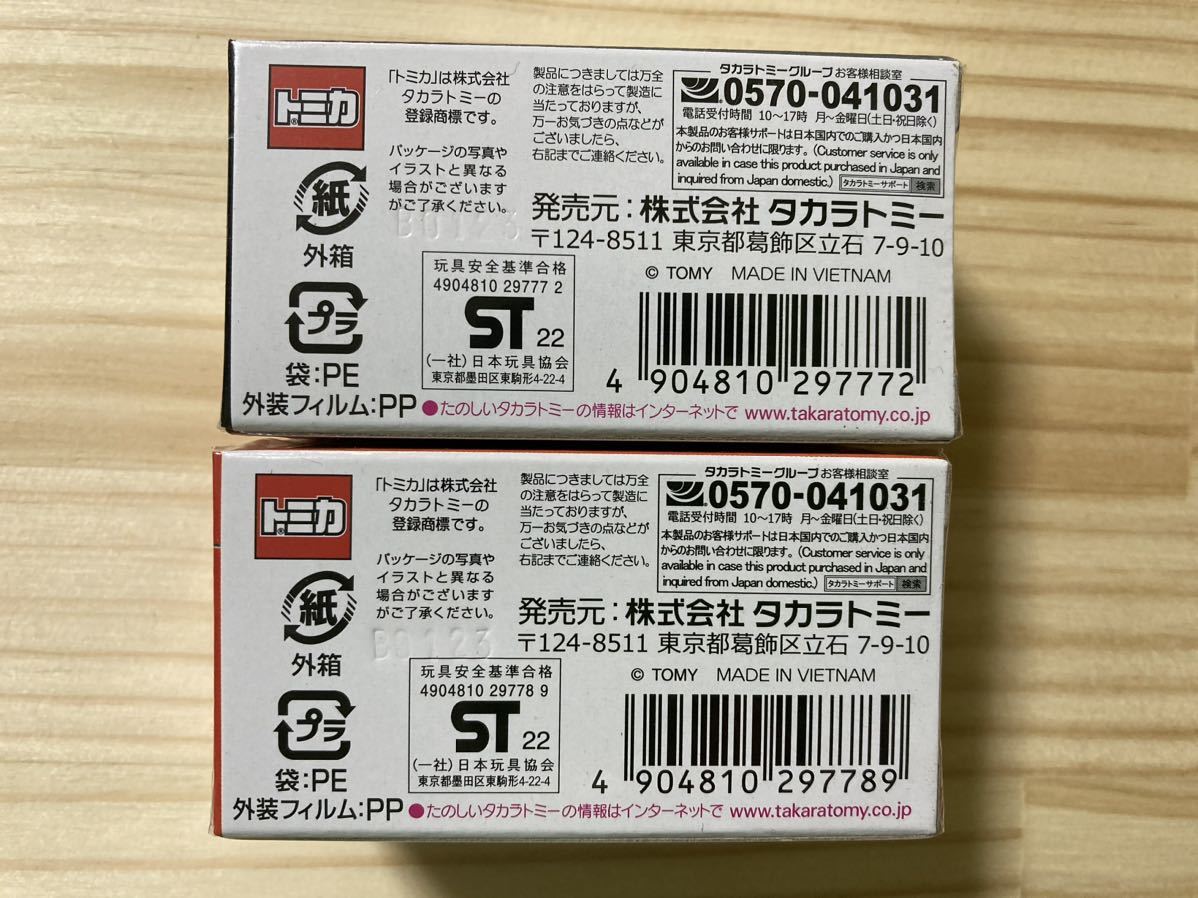 トミカ
®
「トミカ」は株式会社
タカラトミーの
登録商標です。
パッケージの写真や
イラストと異なる
場合がございます
がご了承ください。
B0123
紙
外箱
プラ
袋:PE
外装フィルム:PP
製品につきましては万全
の注意をはらって製造に
当たっておりますが、
万一お気づきの点などが
ございましたら、
右記までご連絡ください。
タカラトミーグループお客様相談室
0570-041031
電話受付時間 10〜17時 月〜金曜日(土日・祝日除く)
本製品のお客様サポートは日本国内でのご購入かつ日本国内
からのお問い合わせに限ります。(Customer service is only
available in case this product purchased in Japan and
inquired from Japan domestic.) タカラトミーサポート 検索
発売元:株式会社 タカラトミー
〒124-8511 東京都葛飾区立石 7-9-10
© TOMY MADE IN VIETNAM
玩具安全基準合格
4904810 29777 2
ST 22
(一社)日本玩具協会
東京都墨田区東駒形4-22-4
4 904810 297772
●たのしいタカラトミーの情報はインターネットで www.takaratomy.co.jp
トミカ
®
「トミカ」は株式会社
タカラトミーの
登録商標です。
パッケージの写真や
イラストと異なる
場合がございます
がご了承ください。
B0123
紙
外箱
プラ
袋:PE
外装フィルム:PP
製品につきましては万全
の注意をはらって製造に
当たっておりますが、
万一お気づきの点などが
ございましたら、
右記までご連絡ください。
タカラトミーグループお客様相談室
0570-041031
電話受付時間 10〜17時 月〜金曜日(土日・祝日除く)
本製品のお客様サポートは日本国内でのご購入かつ日本国内
からのお問い合わせに限ります。(Customer service is only
available in case this product purchased in Japan and
inquired from Japan domestic.) タカラトミーサポート 検索
発売元:株式会社 タカラトミー
〒124-8511 東京都葛飾区立石 7-9-10
© TOMY MADE IN VIETNAM
玩具安全基準合格
4904810 29778 9
ST 22
(一社)日本玩具協会
東京都墨田区東駒形4-22-4
4 904810 297789
●たのしいタカラトミーの情報はインターネットで www.takaratomy.co.jp